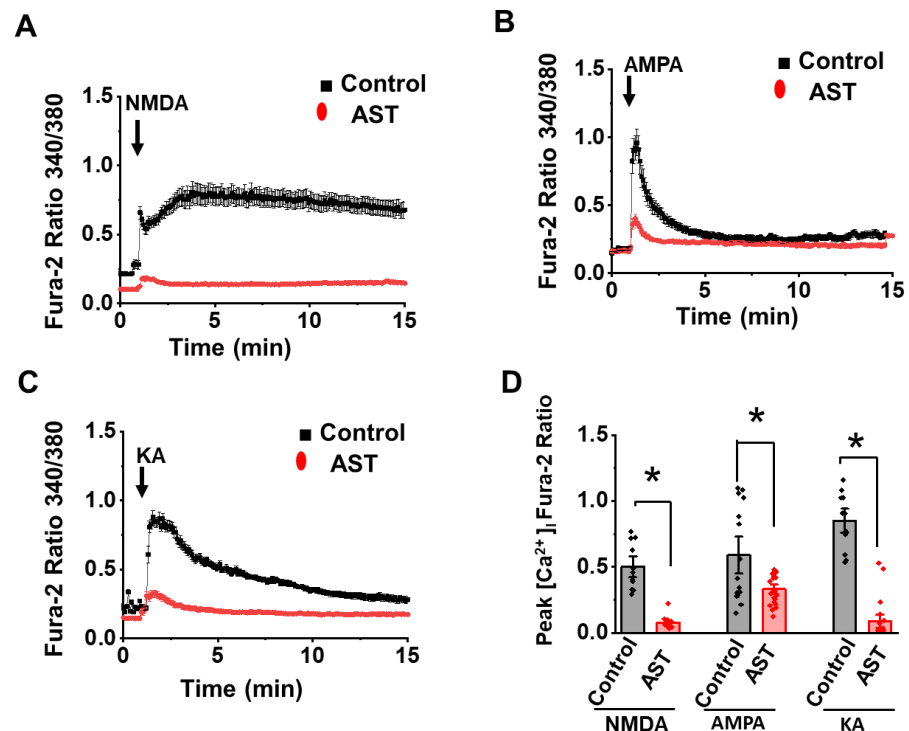 A
Control
AST
NMDA
Fura-2 Ratio 340/380
1.5
1.0
0.5
0.0
0
5
10
15
Time (min)
B
Control
AST
AMPA
Fura-2 Ratio 340/380
1.5
1.0
0.5
0.0
0
5
10
15
Time (min)
C
Control
AST
KA
Fura-2 Ratio 340/380
1.5
1.0
0.5
0.0
0
5
10
15
Time (min)
D
Peak [Ca²⁺]ᵢ Fura-2 Ratio
1.5
1.0
0.5
0.0
*
*
*
Control
AST
Control
AST
Control
AST
NMDA
AMPA
KA